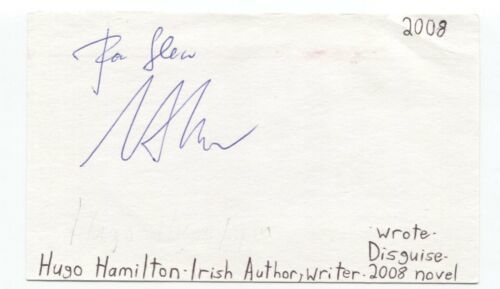 2008
For Glen
wrote-
Disguise-
Hugo Hamilton-Irish Author,writer-2008 novel